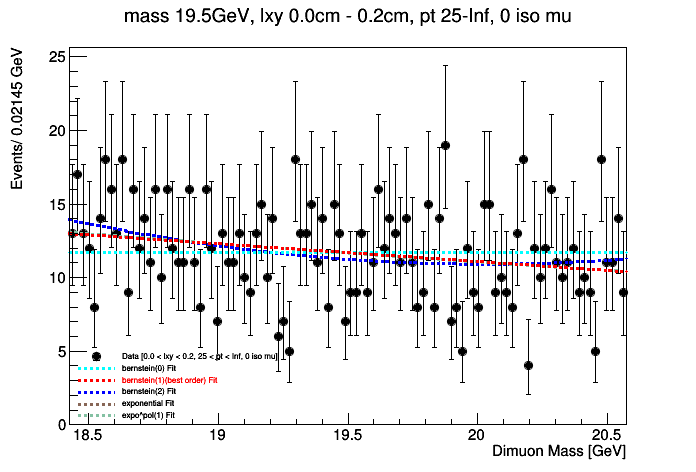 mass 19.5GeV, lxy 0.0cm - 0.2cm, pt 25-Inf, 0 iso mu
Events/ 0.02145 GeV
25
20
15
10
5
0
Data [0.0 < lxy < 0.2, 25 < pt < Inf, 0 iso mu]
bernstein(0) Fit
bernstein(1)(best order) Fit
bernstein(2) Fit
exponential Fit
expo*pol(1) Fit
18.5 19 19.5 20 20.5
Dimuon Mass [GeV]